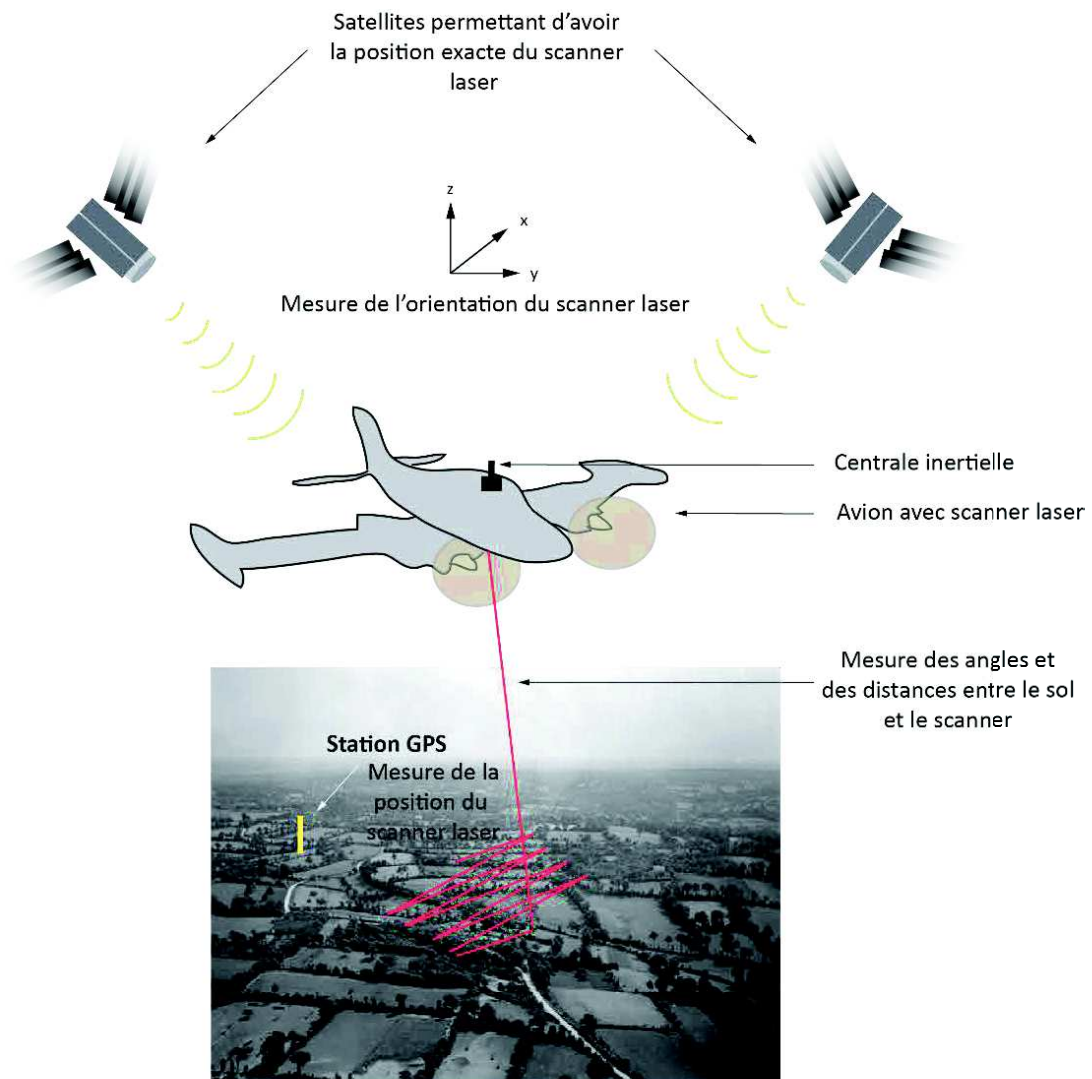 Satellites permettant d'avoir
la position exacte du scanner
laser
z
x
y
Mesure de l'orientation du scanner laser
Centrale inertielle
Avion avec scanner laser
Mesure des angles et
des distances entre le sol
et le scanner
Station GPS
Mesure de la
position du
scanner laser